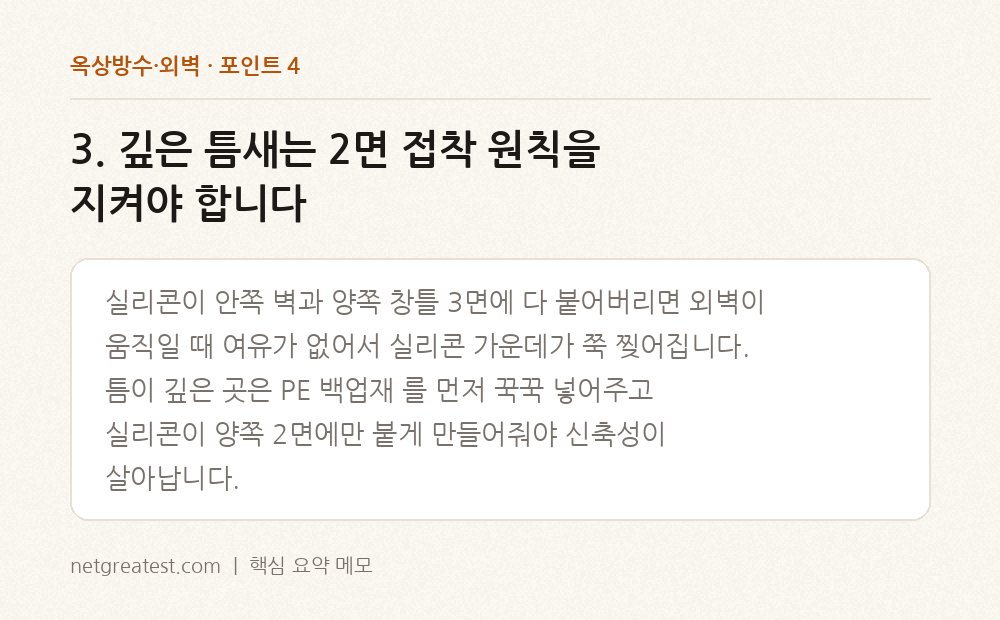 옥상방수·외벽 · 포인트 4
3. 깊은 틈새는 2면 접착 원칙을
지켜야 합니다
실리콘이 안쪽 벽과 양쪽 창틀 3면에 다 붙어버리면 외벽이
움직일 때 여유가 없어서 실리콘 가운데가 쭉 찢어집니다.
틈이 깊은 곳은 PE 백업재 를 먼저 꾹꾹 넣어주고
실리콘이 양쪽 2면에만 붙게 만들어줘야 신축성이
살아납니다.
netgreatest.com | 핵심 요약 메모